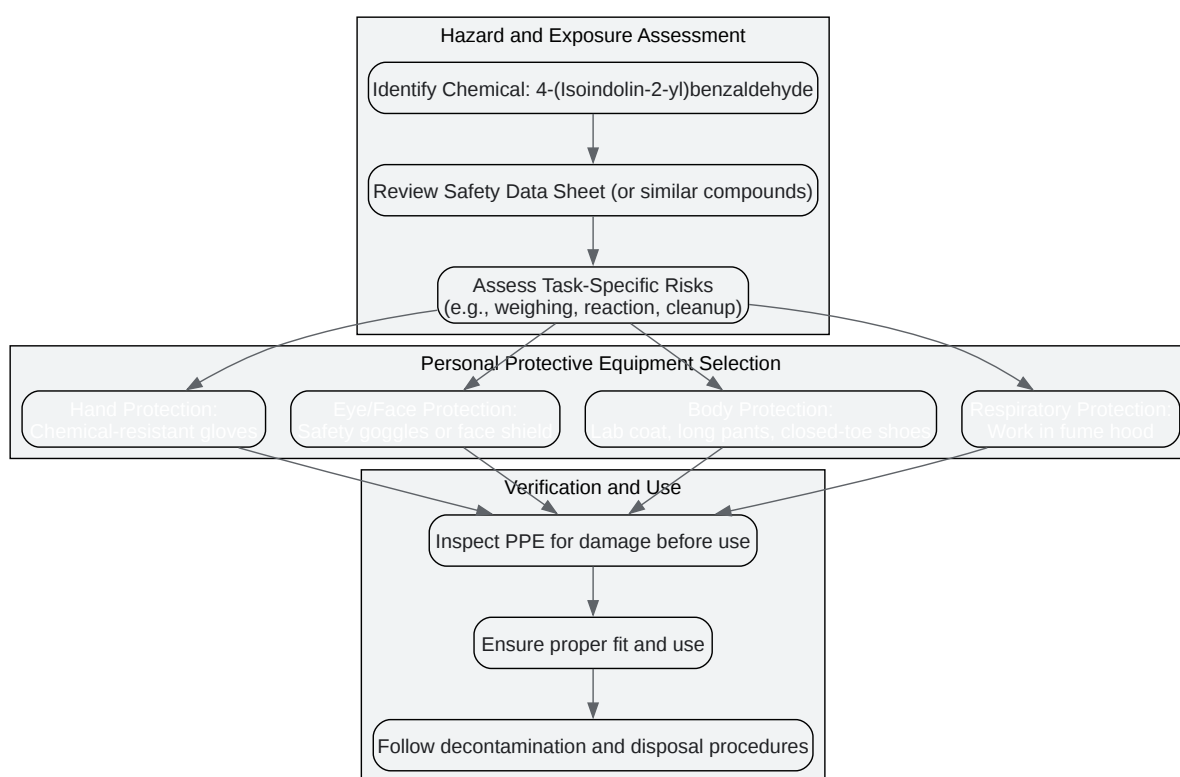 Hazard and Exposure Assessment
Identify Chemical: 4-(Isoindolin-2-yl)benzaldehyde
Review Safety Data Sheet (or similar compounds)
Assess Task-Specific Risks
(e.g., weighing, reaction, cleanup)
Personal Protective Equipment Selection
Hand Protection:
Chemical-resistant gloves
Eye/Face Protection:
Safety goggles or face shield
Body Protection:
Lab coat, long pants, closed-toe shoes
Respiratory Protection:
Work in fume hood
Verification and Use
Inspect PPE for damage before use
Ensure proper fit and use
Follow decontamination and disposal procedures